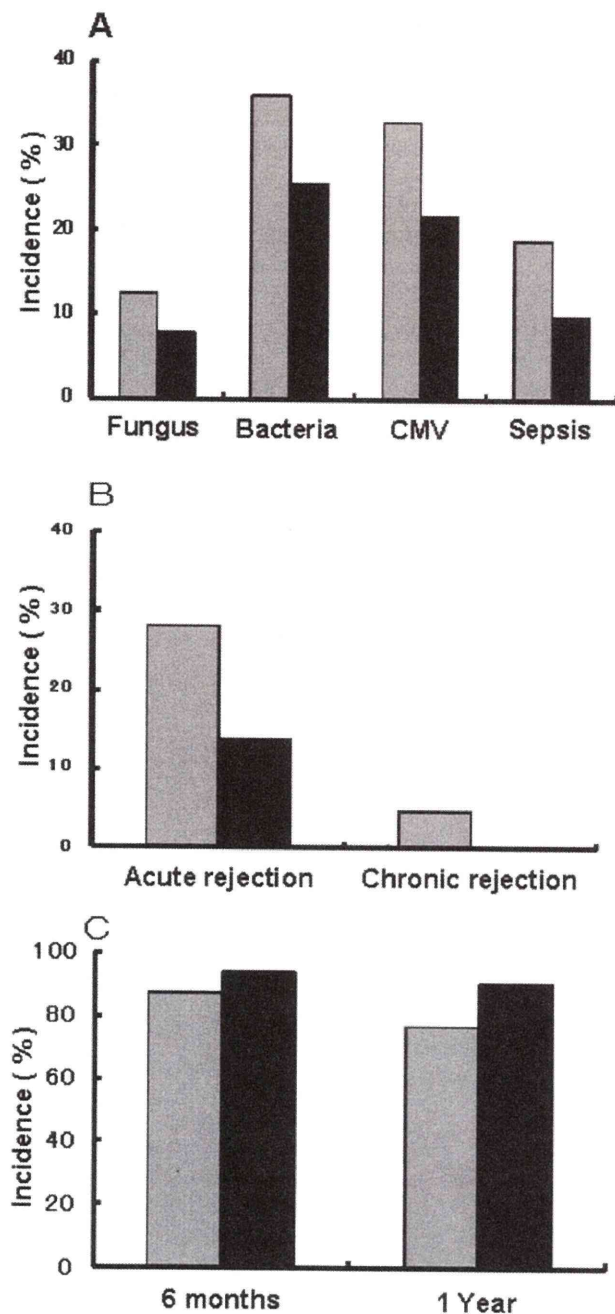 A
Incidence ( %)
40
30
20
10
0
Fungus Bacteria CMV Sepsis
B
Incidence ( %)
40
30
20
10
0
Acute rejection Chronic rejection
C
Incidence ( %)
100
80
60
40
20
0
6 months 1 Year